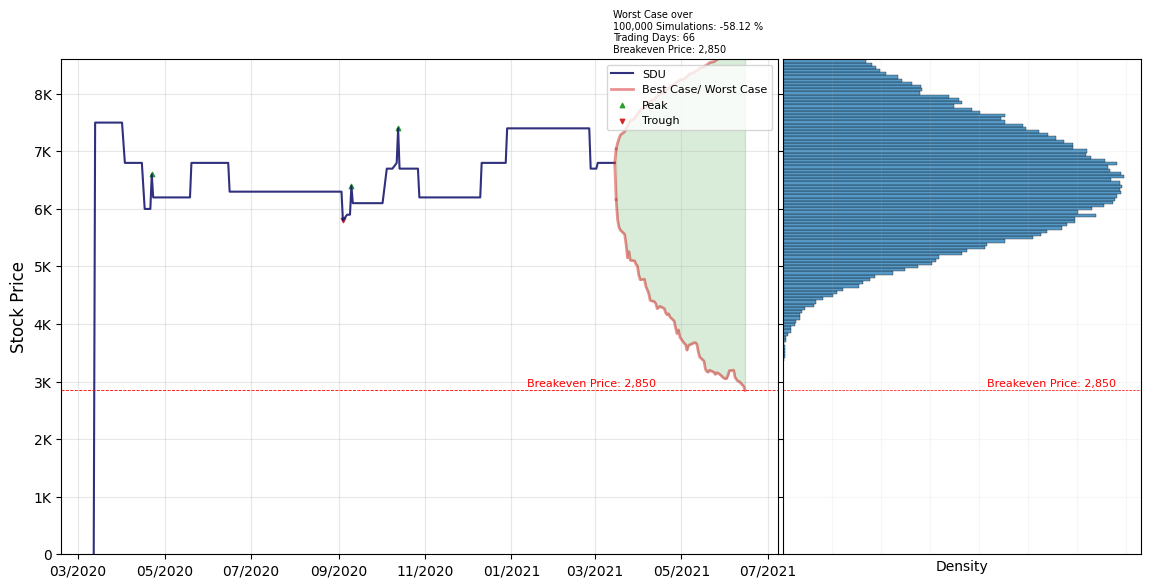 Worst Case over
100,000 Simulations: -58.12 %
Trading Days: 66
Breakeven Price: 2,850
SDU
Best Case/ Worst Case
Peak
Trough
Stock Price
8K
7K
6K
5K
4K
3K
2K
1K
0
Breakeven Price: 2,850
Breakeven Price: 2,850
03/2020
05/2020
07/2020
09/2020
11/2020
01/2021
03/2021
05/2021
07/2021
Density